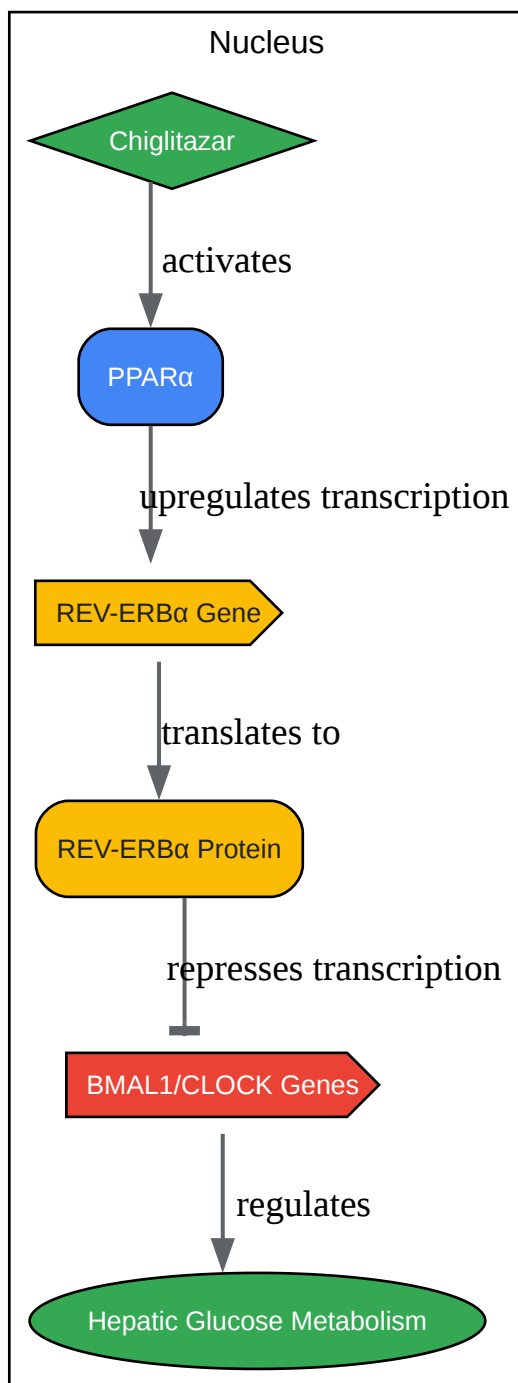 Nucleus
Chiglitazar
activates
PPARα
upregulates transcription
REV-ERBα Gene
translates to
REV-ERBα Protein
represses transcription
BMAL1/CLOCK Genes
regulates
Hepatic Glucose Metabolism